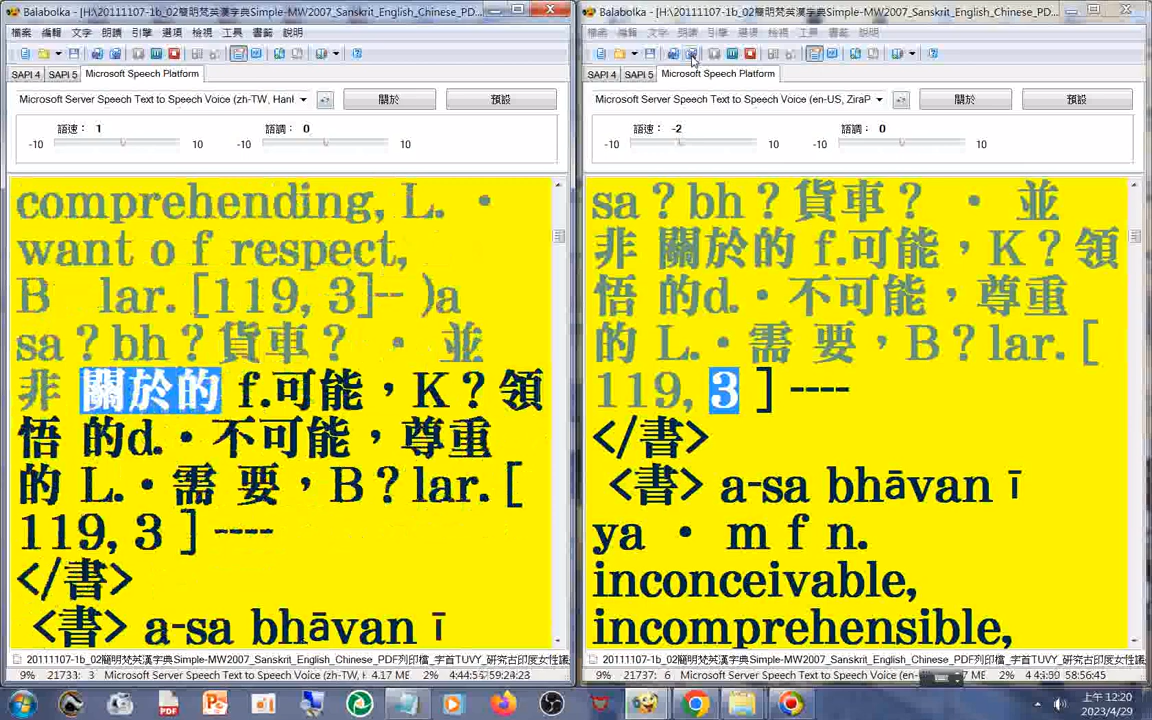 Balabolka - [H:\20111107-1b_02簡明梵英漢字典Simple-MW2007_Sanskrit_English_Chinese_PD...
檔案 編輯 文字 朗讀 引擎 選項 檢視 工具 書籤 說明
SAPI 4 SAPI 5 Microsoft Speech Platform
Microsoft Server Speech Text to Speech Voice (zh-TW, Hanl
關於 預設
語速： 1 語調： 0
-10 10 -10 10
comprehending, L. •
want o f respect,
B lar. [119, 3]-- )a
sa？bh？貨車？ • 並
非 關於的 f.可能，K？領
悟 的d.•不可能，尊重
的 L.•需 要，B？lar. [
119, 3 ] ----
</書>
<書> a-sa bhāvan ī
20111107-1b_02簡明梵英漢字典Simple-MW2007_Sanskrit_English_Chinese_PDF列印檔_字首TUVY_研究古印度女性議
9% 21733: 3 Microsoft Server Speech Text to Speech Voice (zh-TW, 4.17 ME 2%
Balabolka - [H:\20111107-1b_02簡明梵英漢字典Simple-MW2007_Sanskrit_English_Chinese_PD...
檔案 編輯 文字 朗讀 引擎 選項 檢視 工具 書籤 說明
SAPI 4 SAPI 5 Microsoft Speech Platform
Microsoft Server Speech Text to Speech Voice (en-US, ZiraP
關於 預設
語速： -2 語調： 0
-10 10 -10 10
sa？bh？貨車？ • 並
非 關於的 f.可能，K？領
悟 的d.•不可能，尊重
的 L.•需 要，B？lar. [
119, 3 ] ----
</書>
<書> a-sa bhāvan ī
ya • m f n.
inconceivable,
incomprehensible,
20111107-1b_02簡明梵英漢字典Simple-MW2007_Sanskrit_English_Chinese_PDF列印檔_字首TUVY_研究古印度女性議
9% 21737: 6 Microsoft Server Speech Text to Speech Voice (en-US, 4.17 ME 2% 58:56:45
上午 12:20
2023/4/29